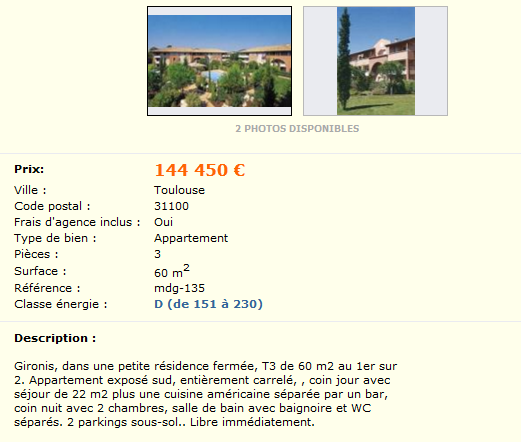 2 PHOTOS DISPONIBLES
Prix: 144 450 €
Ville : Toulouse
Code postal : 31100
Frais d'agence inclus : Oui
Type de bien : Appartement
Pièces : 3
Surface : 60 m2
Référence : mdg-135
Classe énergie : D (de 151 à 230)
Description :
Gironis, dans une petite résidence fermée, T3 de 60 m2 au 1er sur
2. Appartement exposé sud, entièrement carrelé, , coin jour avec
séjour de 22 m2 plus une cuisine américaine séparée par un bar,
coin nuit avec 2 chambres, salle de bain avec baignoire et WC
séparés. 2 parkings sous-sol.. Libre immédiatement.